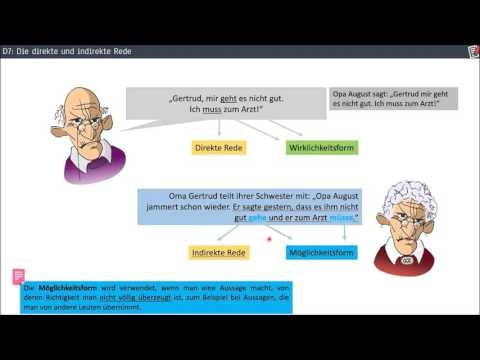 D7: Die direkte und indirekte Rede
„Gertrud, mir geht es nicht gut.
Ich muss zum Arzt!“
Opa August sagt: „Gertrud mir geht
es nicht gut. Ich muss zum Arzt!“
Direkte Rede
Wirklichkeitsform
Oma Gertrud teilt ihrer Schwester mit: „Opa August
jammert schon wieder. Er sagte gestern, dass es ihm nicht
gut gehe und er zum Arzt müsse.“
Indirekte Rede
Möglichkeitsform
Die Möglichkeitsform wird verwendet, wenn man eine Aussage macht, von
deren Richtigkeit man nicht völlig überzeugt ist, zum Beispiel bei Aussagen, die
man von anderen Leuten übernimmt.